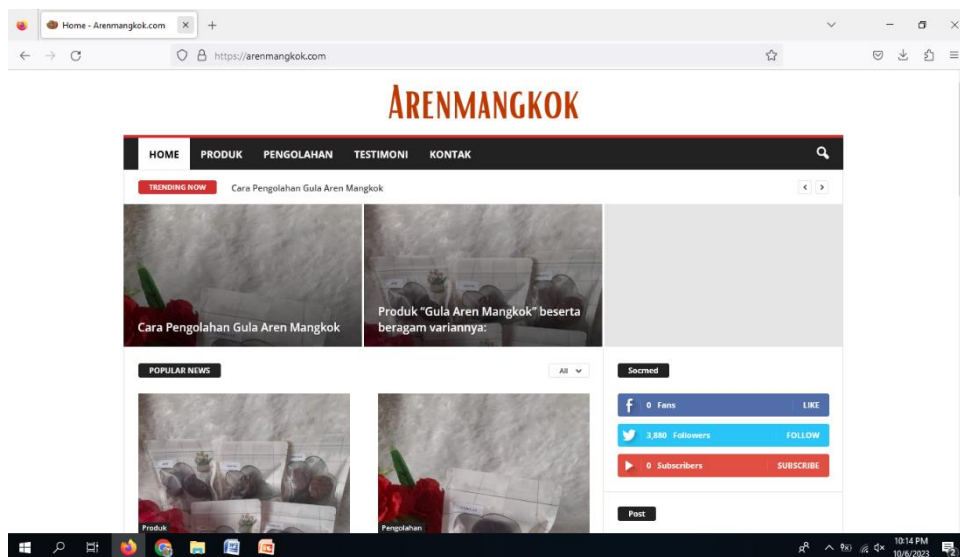 Home - Arenmangkok.com
https://arenmangkok.com
ARENMANGKOK
HOME PRODUK PENGOLAHAN TESTIMONI KONTAK
TRENDING NOW Cara Pengolahan Gula Aren Mangkok
Cara Pengolahan Gula Aren Mangkok
Produk “Gula Aren Mangkok” beserta
beragam variannya:
POPULAR NEWS
All
Produk
Pengolahan
Socmed
0 Fans LIKE
3,880 Followers FOLLOW
0 Subscribers SUBSCRIBE
Post
10:14 PM
10/6/2023